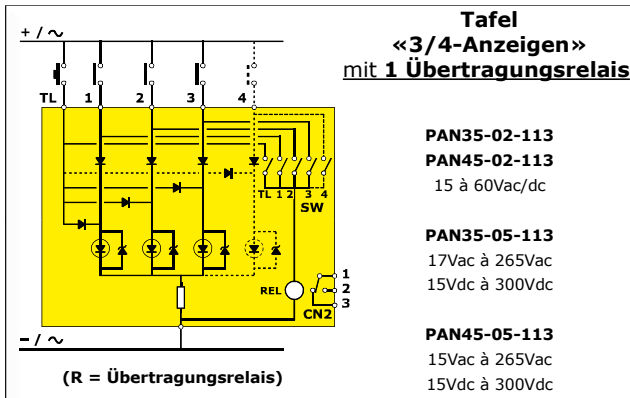 + / ~
TL 1 2 3 4
TL 1 2 3 4
SW
REL
1
2
3
CN2
− / ~
(R = Übertragungsrelais)
Tafel
«3/4-Anzeigen»
mit 1 Übertragungsrelais
PAN35-02-113
PAN45-02-113
15 à 60Vac/dc
PAN35-05-113
17Vac à 265Vac
15Vdc à 300Vdc
PAN45-05-113
15Vac à 265Vac
15Vdc à 300Vdc